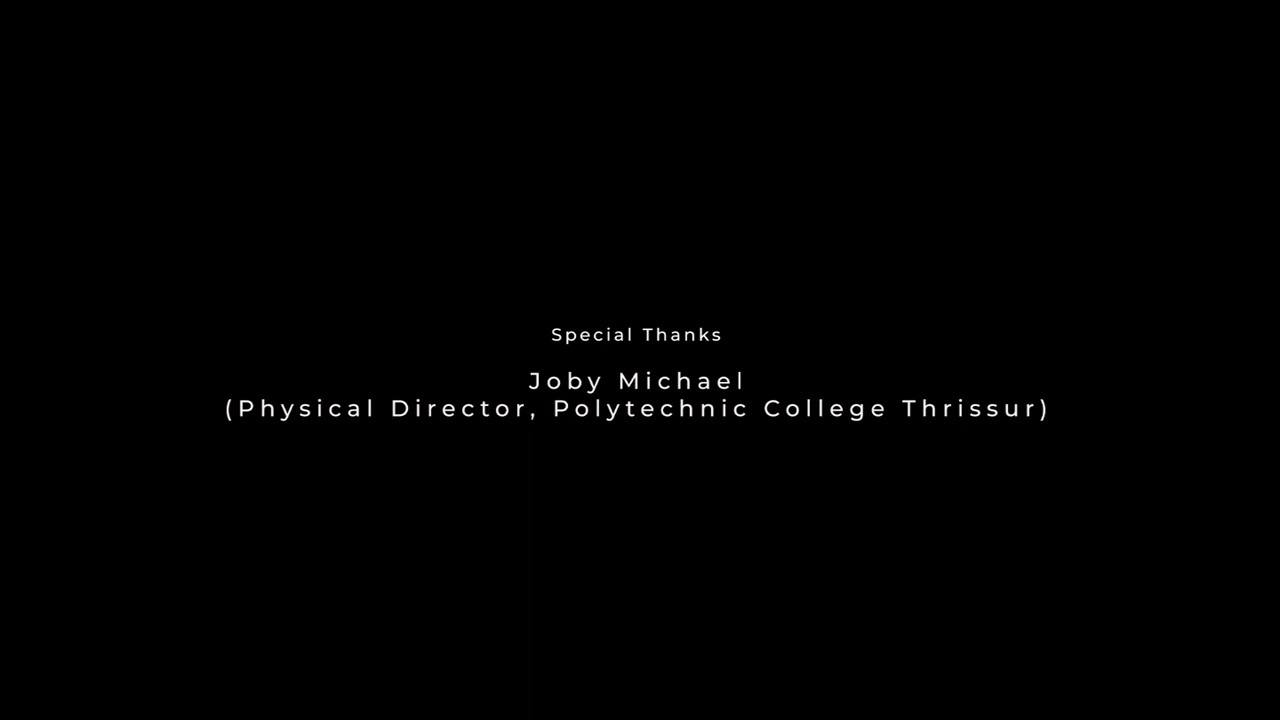 Special Thanks
Joby Michael
(Physical Director, Polytechnic College Thrissur)